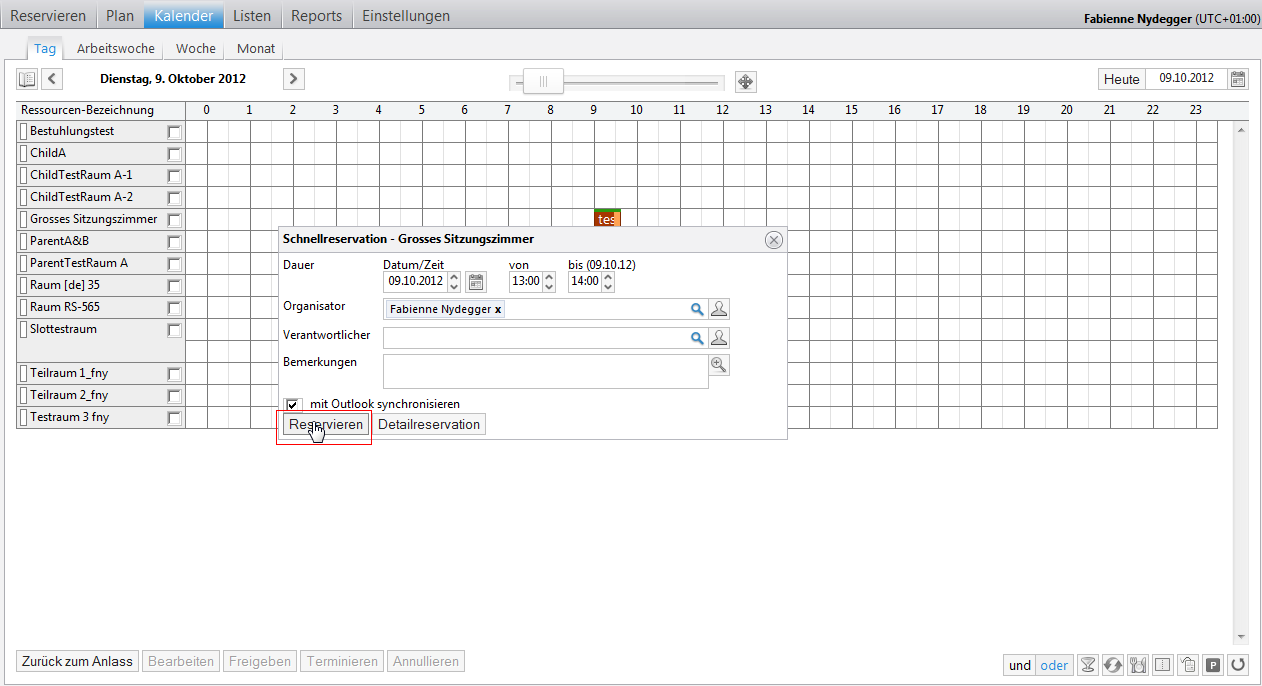 Reservieren Plan Kalender Listen Reports Einstellungen
Fabienne Nydegger (UTC+01:00)
Tag Arbeitswoche Woche Monat
Dienstag, 9. Oktober 2012
Heute 09.10.2012
Ressourcen-Bezeichnung 0 1 2 3 4 5 6 7 8 9 10 11 12 13 14 15 16 17 18 19 20 21 22 23
Bestuhlungstest
ChildA
ChildTestRaum A-1
ChildTestRaum A-2
Grosses Sitzungszimmer tes
ParentA&B
ParentTestRaum A
Raum [de] 35
Raum RS-565
Slottestraum
Teilraum 1_fny
Teilraum 2_fny
Testraum 3 fny
Schnellreservation - Grosses Sitzungszimmer
Dauer Datum/Zeit von bis (09.10.12)
09.10.2012 13:00 14:00
Organisator Fabienne Nydegger x
Verantwortlicher
Bemerkungen
mit Outlook synchronisieren
Reservieren Detailreservation
Zurück zum Anlass Bearbeiten Freigeben Terminieren Annullieren
und oder P